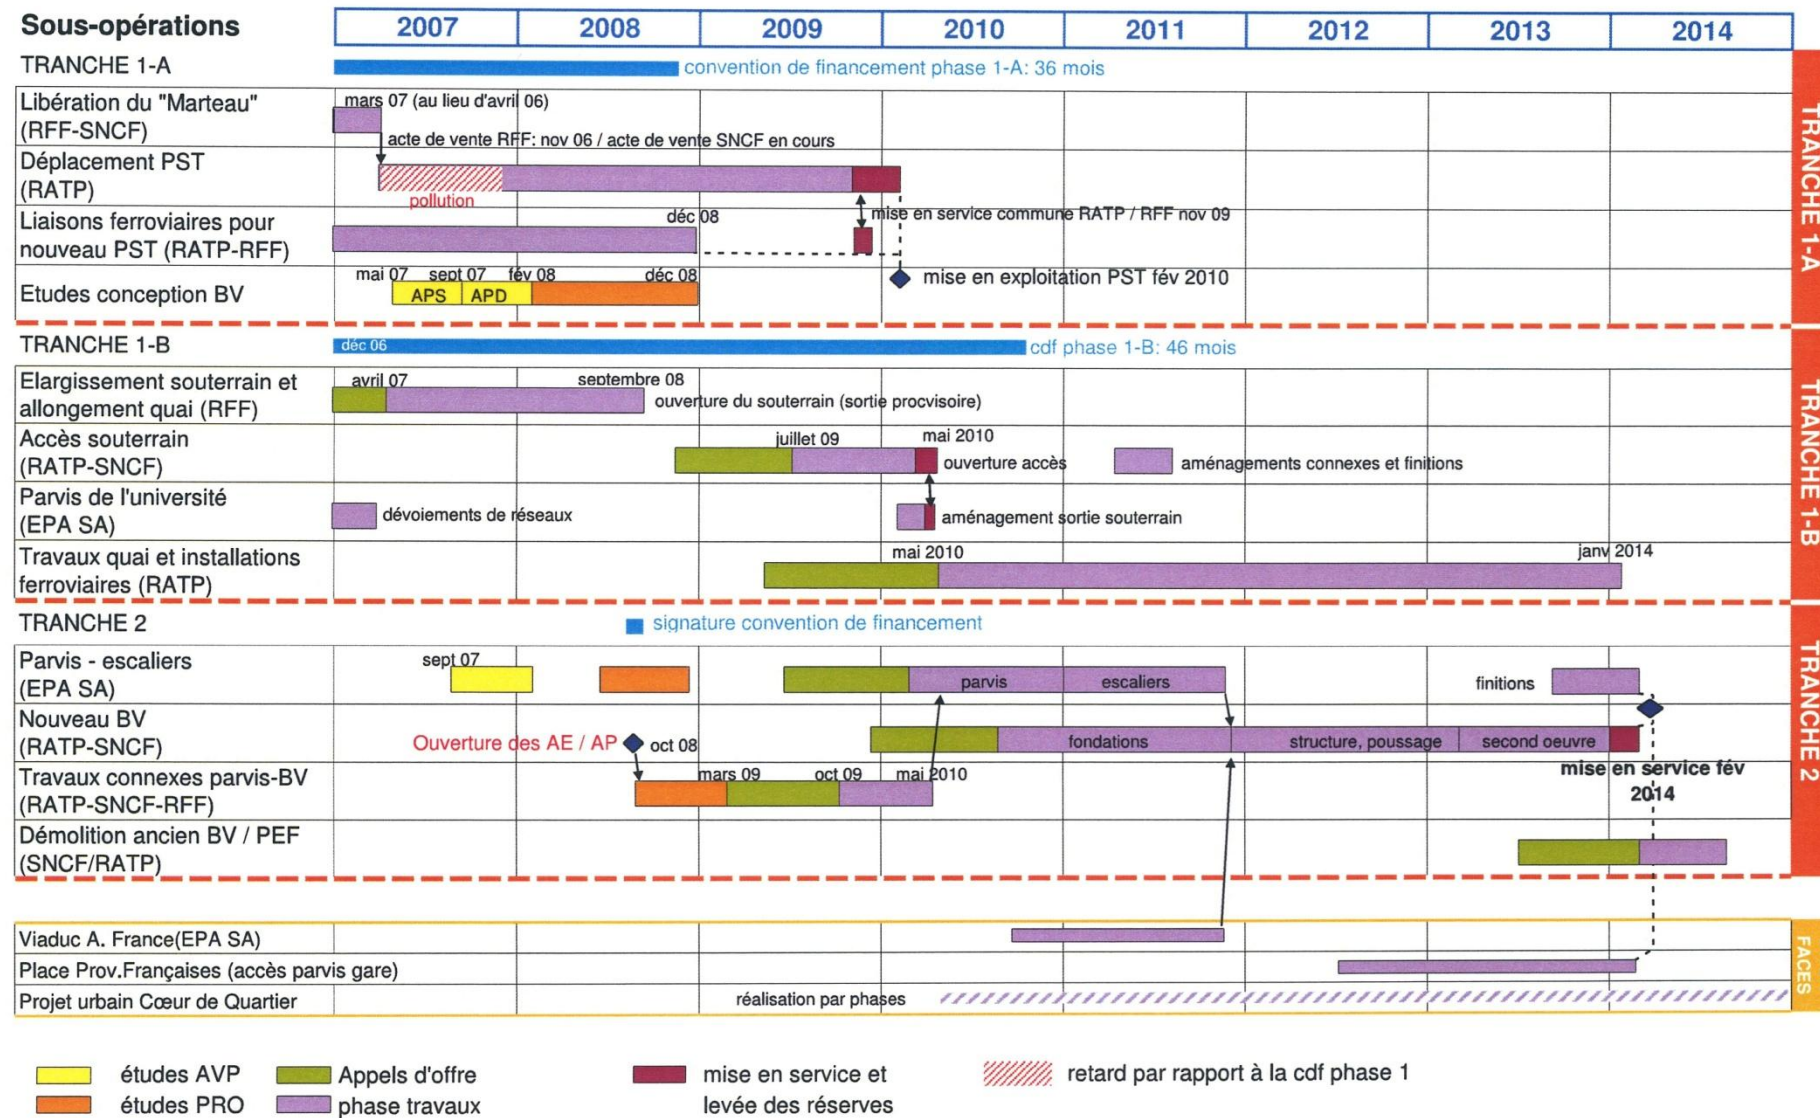 Sous-opérations
2007 2008 2009 2010 2011 2012 2013 2014
TRANCHE 1-A
convention de financement phase 1-A: 36 mois
Libération du "Marteau"
(RFF-SNCF)
mars 07 (au lieu d'avril 06)
acte de vente RFF: nov 06 / acte de vente SNCF en cours
Déplacement PST
(RATP)
pollution
Liaisons ferroviaires pour
nouveau PST (RATP-RFF)
déc 08
mise en service commune RATP / RFF nov 09
Etudes conception BV
mai 07 sept 07 fév 08 déc 08
APS APD
mise en exploitation PST fév 2010
TRANCHE 1-A
TRANCHE 1-B
déc 06
cdf phase 1-B: 46 mois
Elargissement souterrain et
allongement quai (RFF)
avril 07 septembre 08
ouverture du souterrain (sortie procvisoire)
Accès souterrain
(RATP-SNCF)
juillet 09 mai 2010
ouverture accès
aménagements connexes et finitions
Parvis de l'université
(EPA SA)
dévoiements de réseaux
aménagement sortie souterrain
Travaux quai et installations
ferroviaires (RATP)
mai 2010 janv 2014
TRANCHE 1-B
TRANCHE 2
signature convention de financement
Parvis - escaliers
(EPA SA)
sept 07
parvis escaliers
finitions
Nouveau BV
(RATP-SNCF)
Ouverture des AE / AP
oct 08
fondations structure, poussage second oeuvre
mise en service fév
2014
Travaux connexes parvis-BV
(RATP-SNCF-RFF)
mars 09 oct 09 mai 2010
Démolition ancien BV / PEF
(SNCF/RATP)
TRANCHE 2
Viaduc A. France(EPA SA)
Place Prov.Françaises (accès parvis gare)
Projet urbain Cœur de Quartier
réalisation par phases
FACES
études AVP
études PRO
Appels d'offre
phase travaux
mise en service et
levée des réserves
retard par rapport à la cdf phase 1